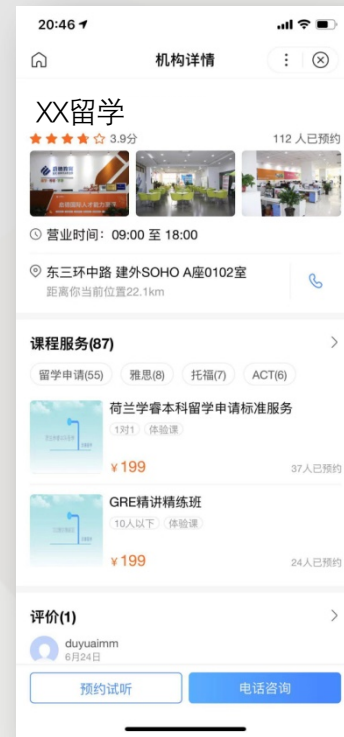 20:46
机构详情
XX留学
3.9分
112 人已预约
营业时间：09:00 至 18:00
东三环中路 建外SOHO A座0102室
距离你当前位置22.1km
课程服务(87)
留学申请(55) 雅思(8) 托福(7) ACT(6)
荷兰学睿本科留学申请标准服务
1对1 体验课
¥199
37人已预约
GRE精讲精练班
10人以下 体验课
¥199
24人已预约
评价(1)
duyuaimm
6月24日
预约试听
电话咨询